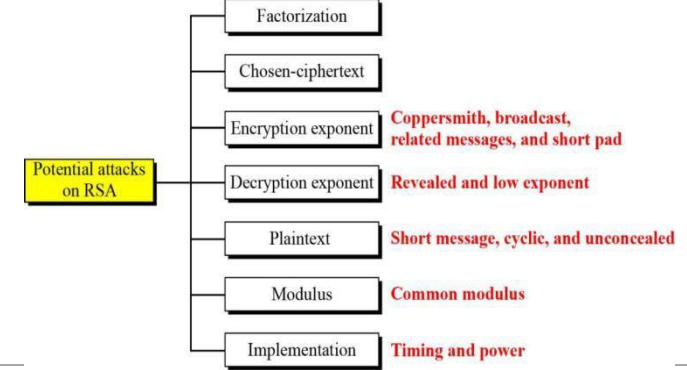 Factorization
Chosen-ciphertext
Encryption exponent
Coppersmith, broadcast,
related messages, and short pad
Potential attacks
on RSA
Decryption exponent
Revealed and low exponent
Plaintext
Short message, cyclic, and unconcealed
Modulus
Common modulus
Implementation
Timing and power